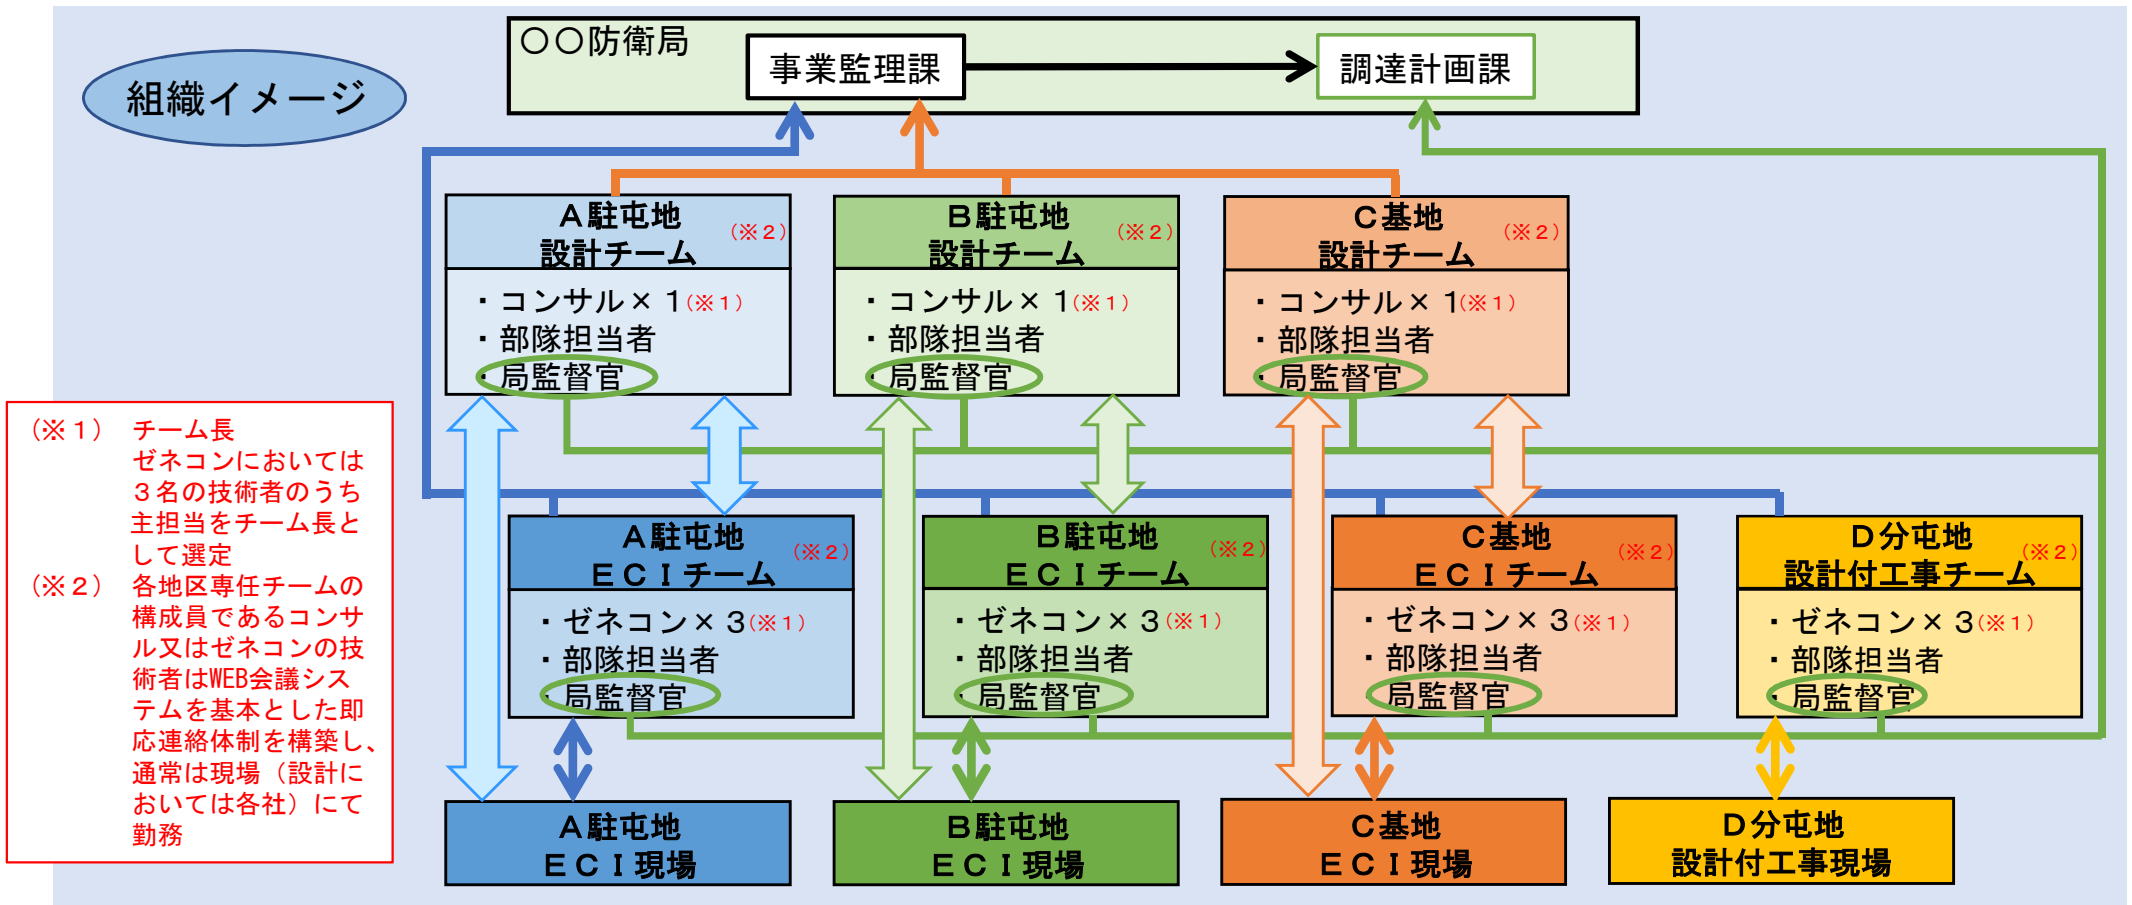 〇〇防衛局
事業監理課
調達計画課
組織イメージ
Ａ駐屯地
設計チーム
（※２）
・コンサル×１（※１）
・部隊担当者
・局監督官
Ｂ駐屯地
設計チーム
（※２）
・コンサル×１（※１）
・部隊担当者
・局監督官
Ｃ基地
設計チーム
（※２）
・コンサル×１（※１）
・部隊担当者
・局監督官
（※１）　チーム長
ゼネコンにおいては
３名の技術者のうち
主担当をチーム長と
して選定
（※２）　各地区専任チームの
構成員であるコンサ
ル又はゼネコンの技
術者はWEB会議シス
テムを基本とした即
応連絡体制を構築し、
通常は現場（設計に
おいては各社）にて
勤務
Ａ駐屯地
ＥＣＩチーム
（※２）
・ゼネコン×３（※１）
・部隊担当者
・局監督官
Ｂ駐屯地
ＥＣＩチーム
（※２）
・ゼネコン×３（※１）
・部隊担当者
・局監督官
Ｃ基地
ＥＣＩチーム
（※２）
・ゼネコン×３（※１）
・部隊担当者
・局監督官
Ｄ分屯地
設計付工事チーム
（※２）
・ゼネコン×３（※１）
・部隊担当者
・局監督官
Ａ駐屯地
ＥＣＩ現場
Ｂ駐屯地
ＥＣＩ現場
Ｃ基地
ＥＣＩ現場
Ｄ分屯地
設計付工事現場